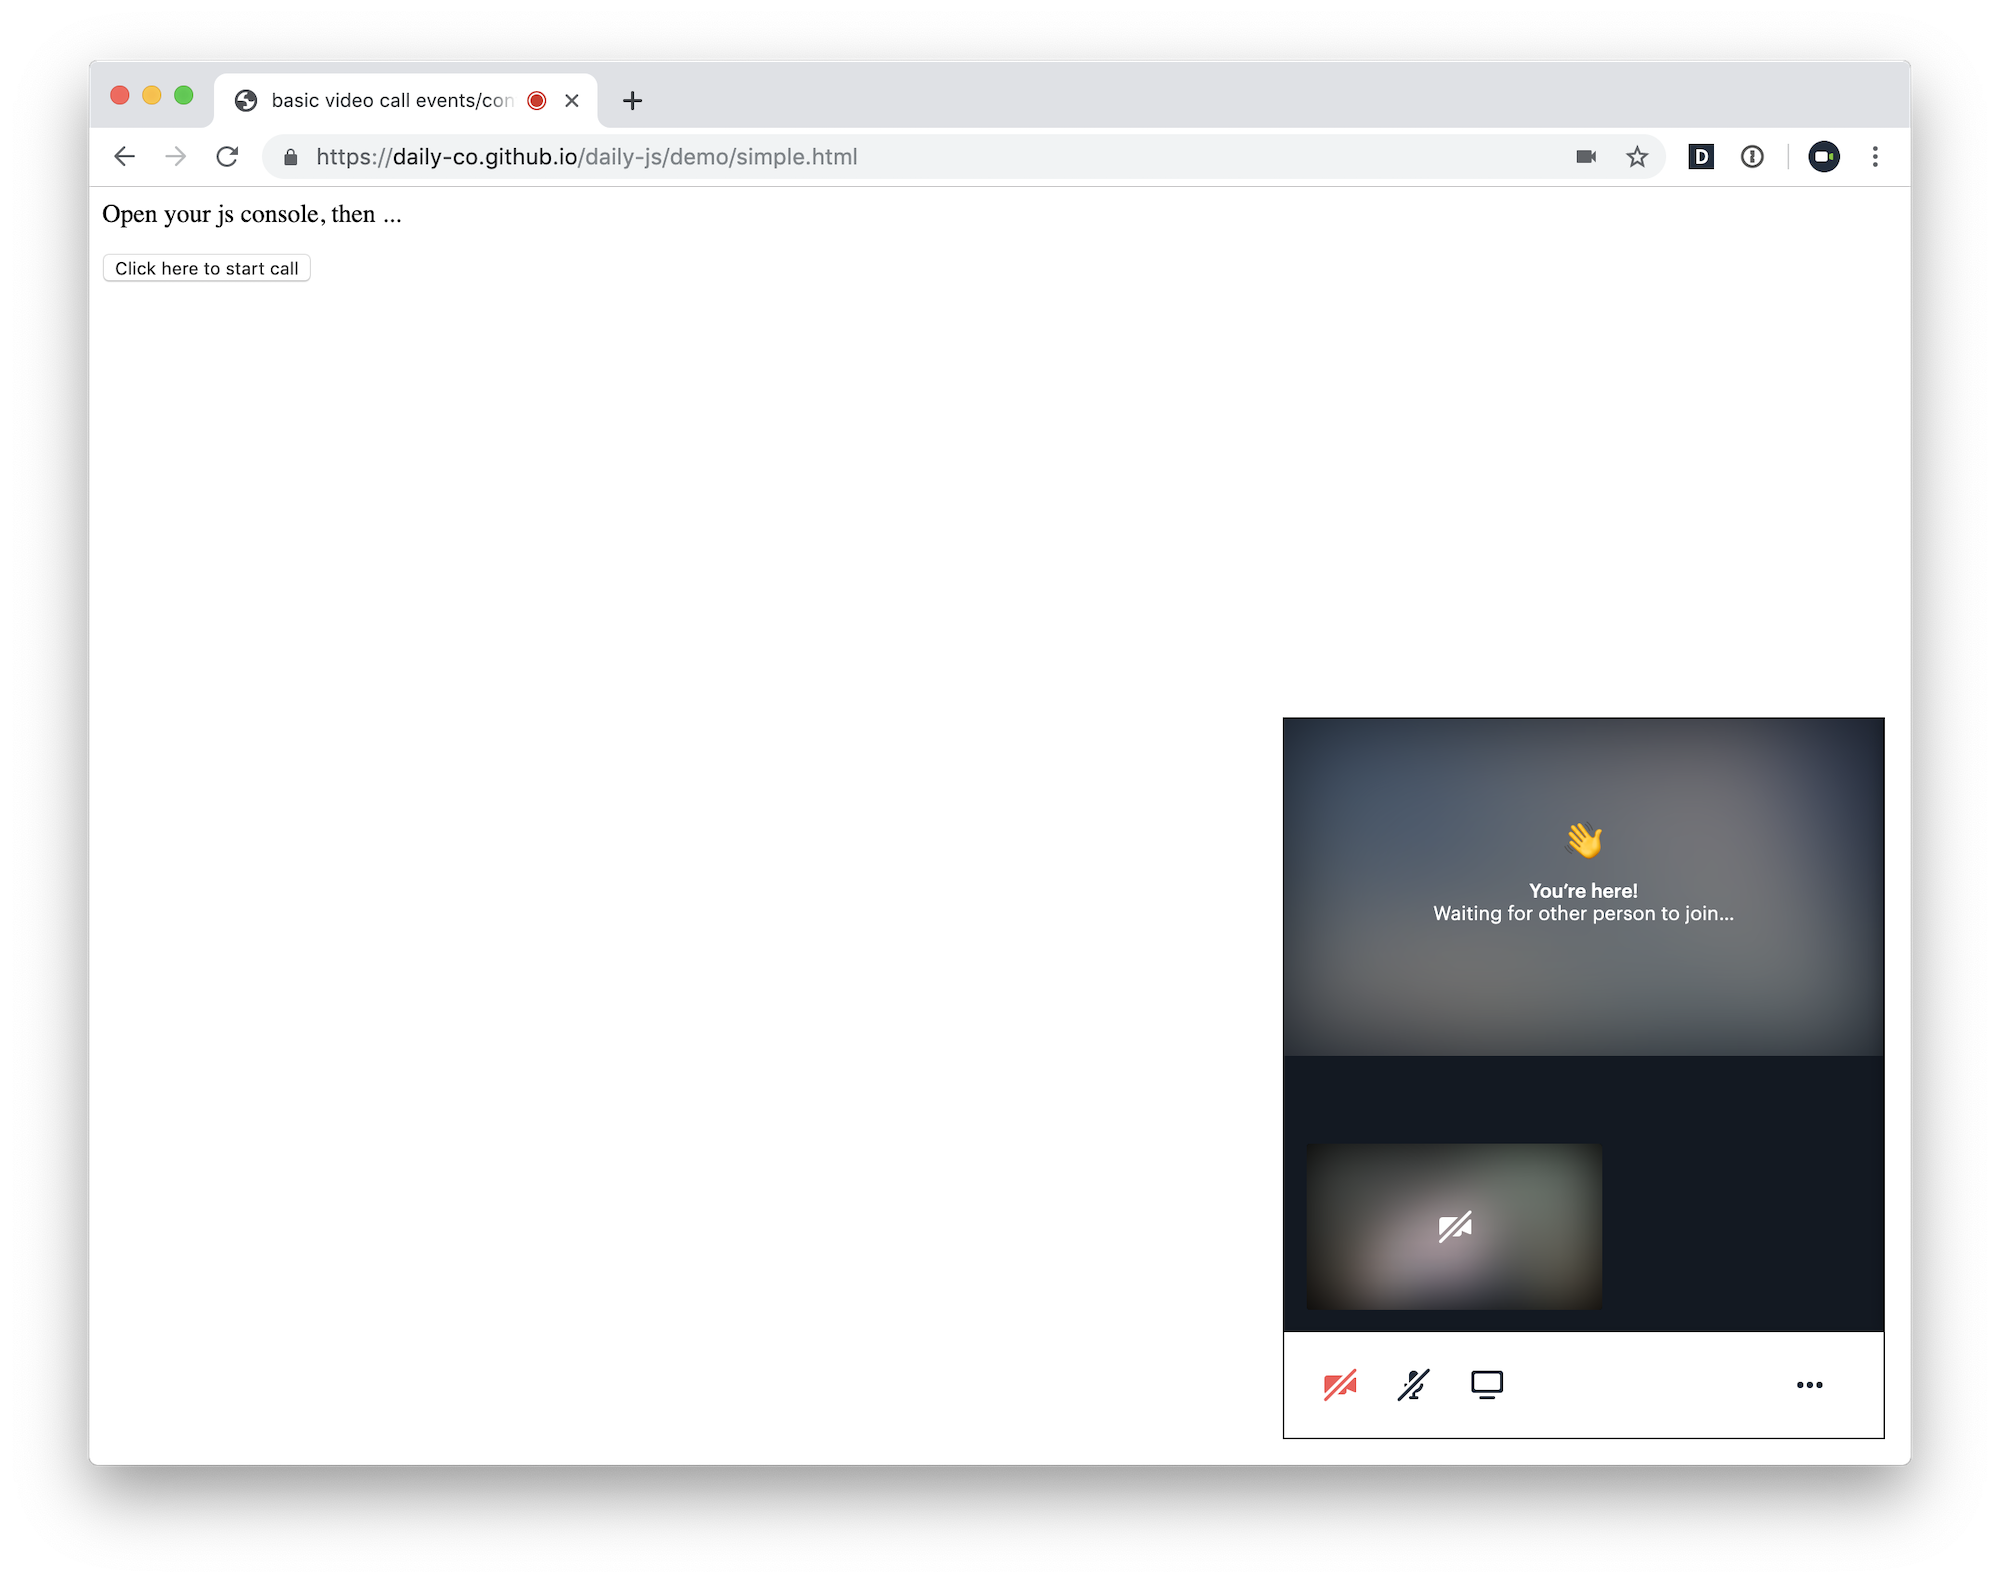 basic video call events/con
https://daily-co.github.io/daily-js/demo/simple.html
D
Open your js console, then ...
Click here to start call
You're here!
Waiting for other person to join...